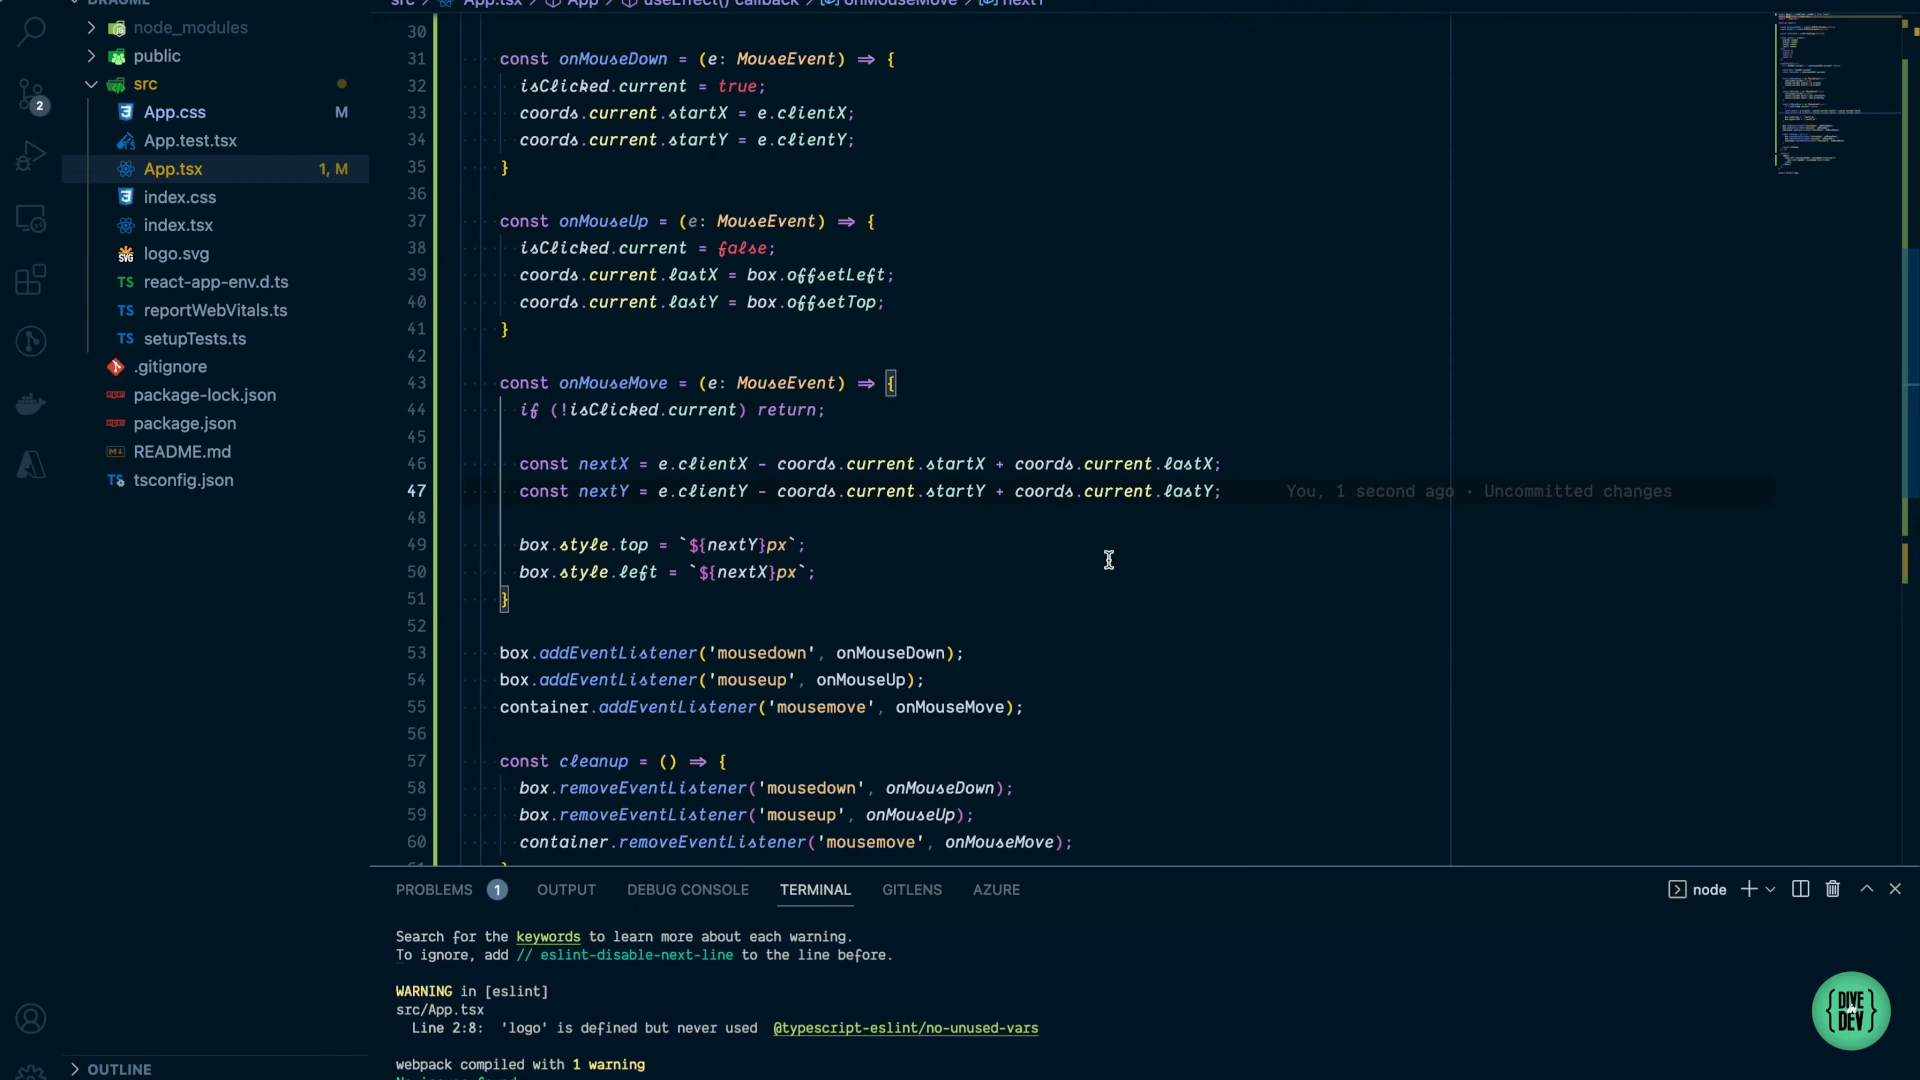 DRAGME
node_modules
public
src
App.css M
App.test.tsx
App.tsx 1, M
index.css
index.tsx
logo.svg
react-app-env.d.ts
reportWebVitals.ts
setupTests.ts
.gitignore
package-lock.json
package.json
README.md
tsconfig.json
OUTLINE
2
src App.tsx App useEffect() callback onMouseMove nextY
30
31 const onMouseDown = (e: MouseEvent) => {
32 isClicked.current = true;
33 coords.current.startX = e.clientX;
34 coords.current.startY = e.clientY;
35 }
36
37 const onMouseUp = (e: MouseEvent) => {
38 isClicked.current = false;
39 coords.current.lastX = box.offsetLeft;
40 coords.current.lastY = box.offsetTop;
41 }
42
43 const onMouseMove = (e: MouseEvent) => {
44 if (!isClicked.current) return;
45
46 const nextX = e.clientX - coords.current.startX + coords.current.lastX;
47 const nextY = e.clientY - coords.current.startY + coords.current.lastY; You, 1 second ago • Uncommitted changes
48
49 box.style.top = `${nextY}px`;
50 box.style.left = `${nextX}px`;
51 }
52
53 box.addEventListener('mousedown', onMouseDown);
54 box.addEventListener('mouseup', onMouseUp);
55 container.addEventListener('mousemove', onMouseMove);
56
57 const cleanup = () => {
58 box.removeEventListener('mousedown', onMouseDown);
59 box.removeEventListener('mouseup', onMouseUp);
60 container.removeEventListener('mousemove', onMouseMove);
PROBLEMS 1 OUTPUT DEBUG CONSOLE TERMINAL GITLENS AZURE node
Search for the keywords to learn more about each warning.
To ignore, add // eslint-disable-next-line to the line before.
WARNING in [eslint]
src/App.tsx
Line 2:8: 'logo' is defined but never used @typescript-eslint/no-unused-vars
webpack compiled with 1 warning
{DIVE
DEV}